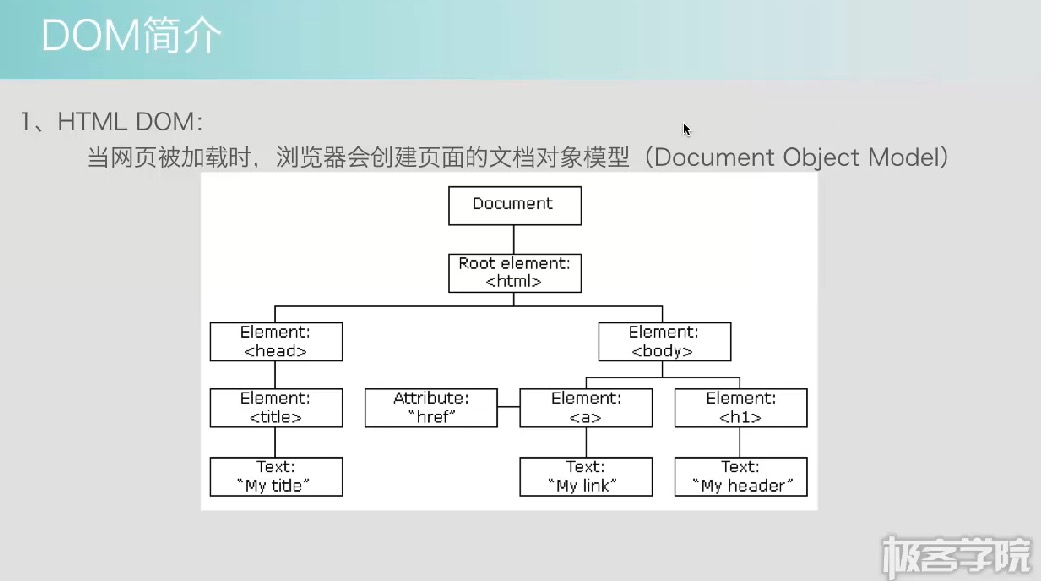 DOM简介
1、HTML DOM:
当网页被加载时，浏览器会创建页面的文档对象模型（Document Object Model）
Document
Root element:
<html>
Element:
<head>
Element:
<body>
Element:
<title>
Attribute:
"href"
Element:
<a>
Element:
<h1>
Text:
"My title"
Text:
"My link"
Text:
"My header"
极客学院